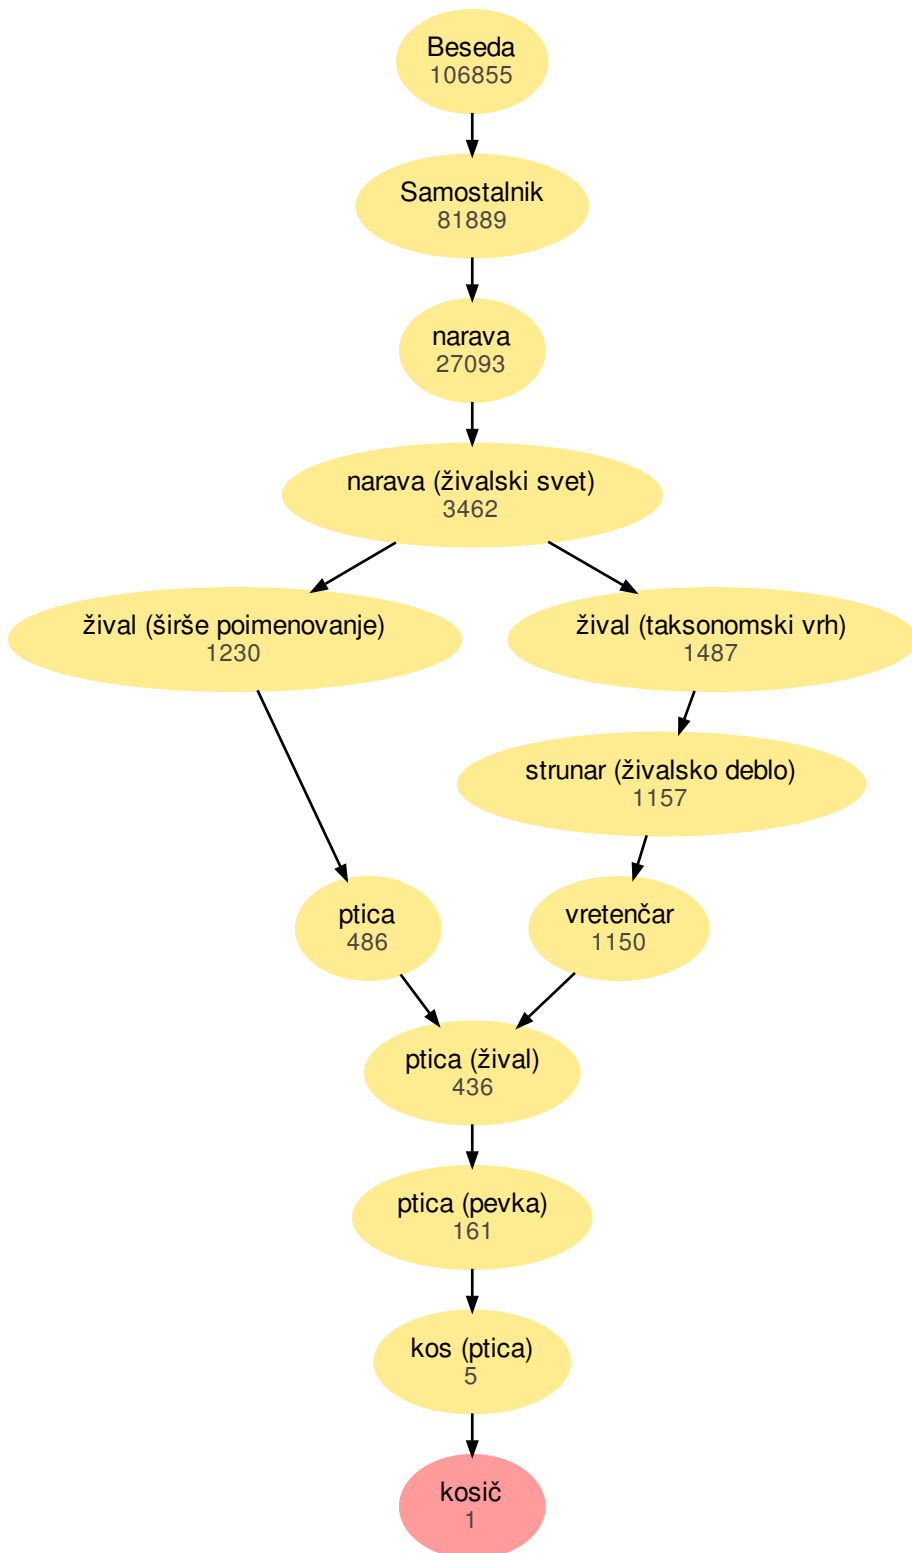 Beseda
106855
Samostalnik
81889
narava
27093
narava (živalski svet)
3462
žival (širše poimenovanje)
1230
žival (taksonomski vrh)
1487
strunar (živalsko deblo)
1157
ptica
486
vretenčar
1150
ptica (žival)
436
ptica (pevka)
161
kos (ptica)
5
kosič
1